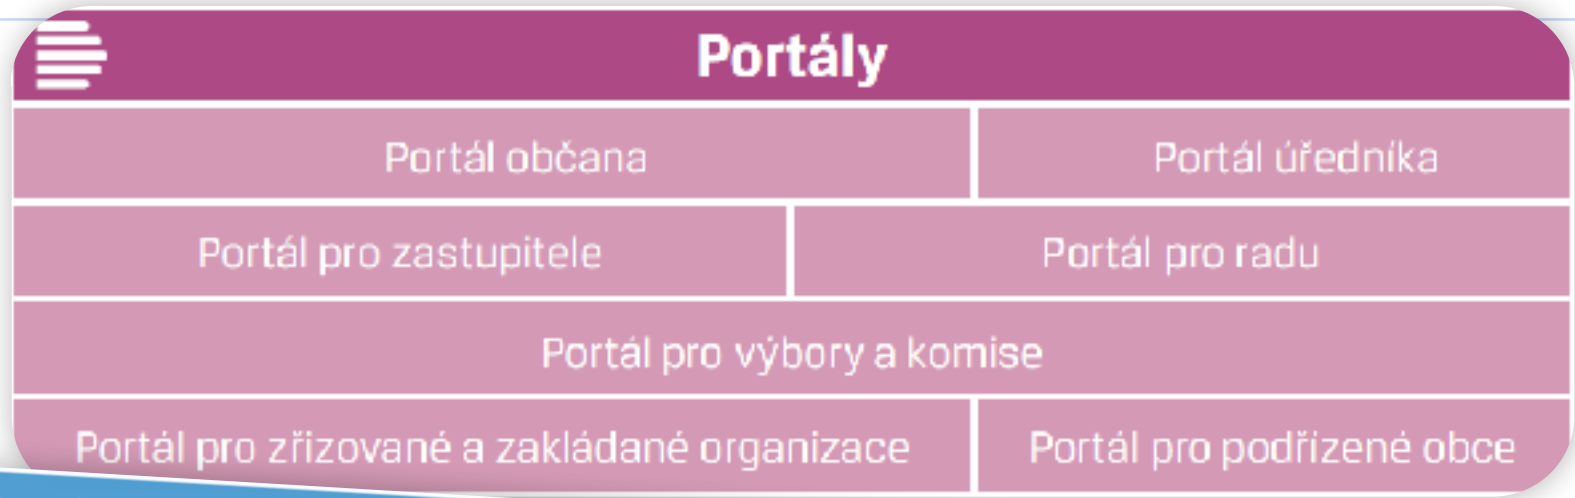 Portály
Portál občana Portál úředníka
Portál pro zastupitele Portál pro radu
Portál pro výbory a komise
Portál pro zřizované a zakládané organizace Portál pro podřízené obce